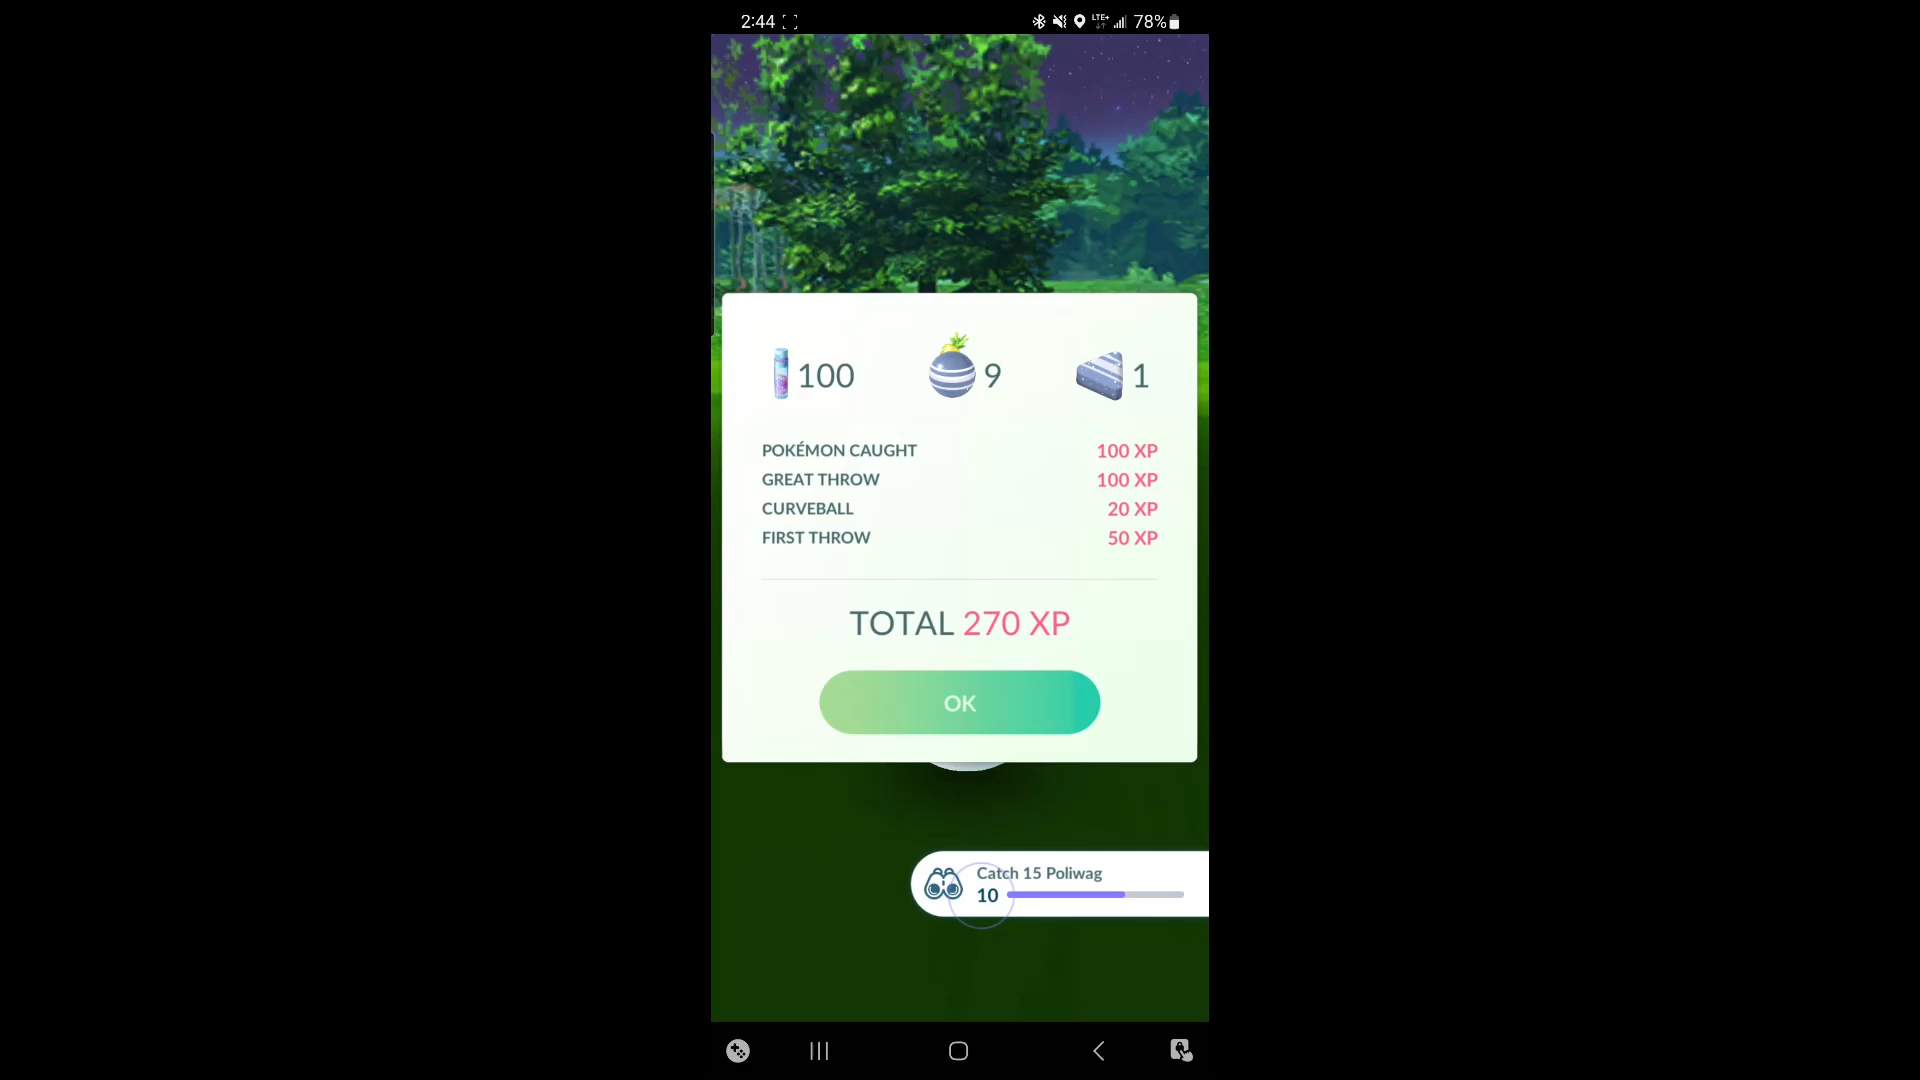 2:44 LTE+ 78%
100 9 1
POKÉMON CAUGHT 100 XP
GREAT THROW 100 XP
CURVEBALL 20 XP
FIRST THROW 50 XP
TOTAL 270 XP
OK
Catch 15 Poliwag
10